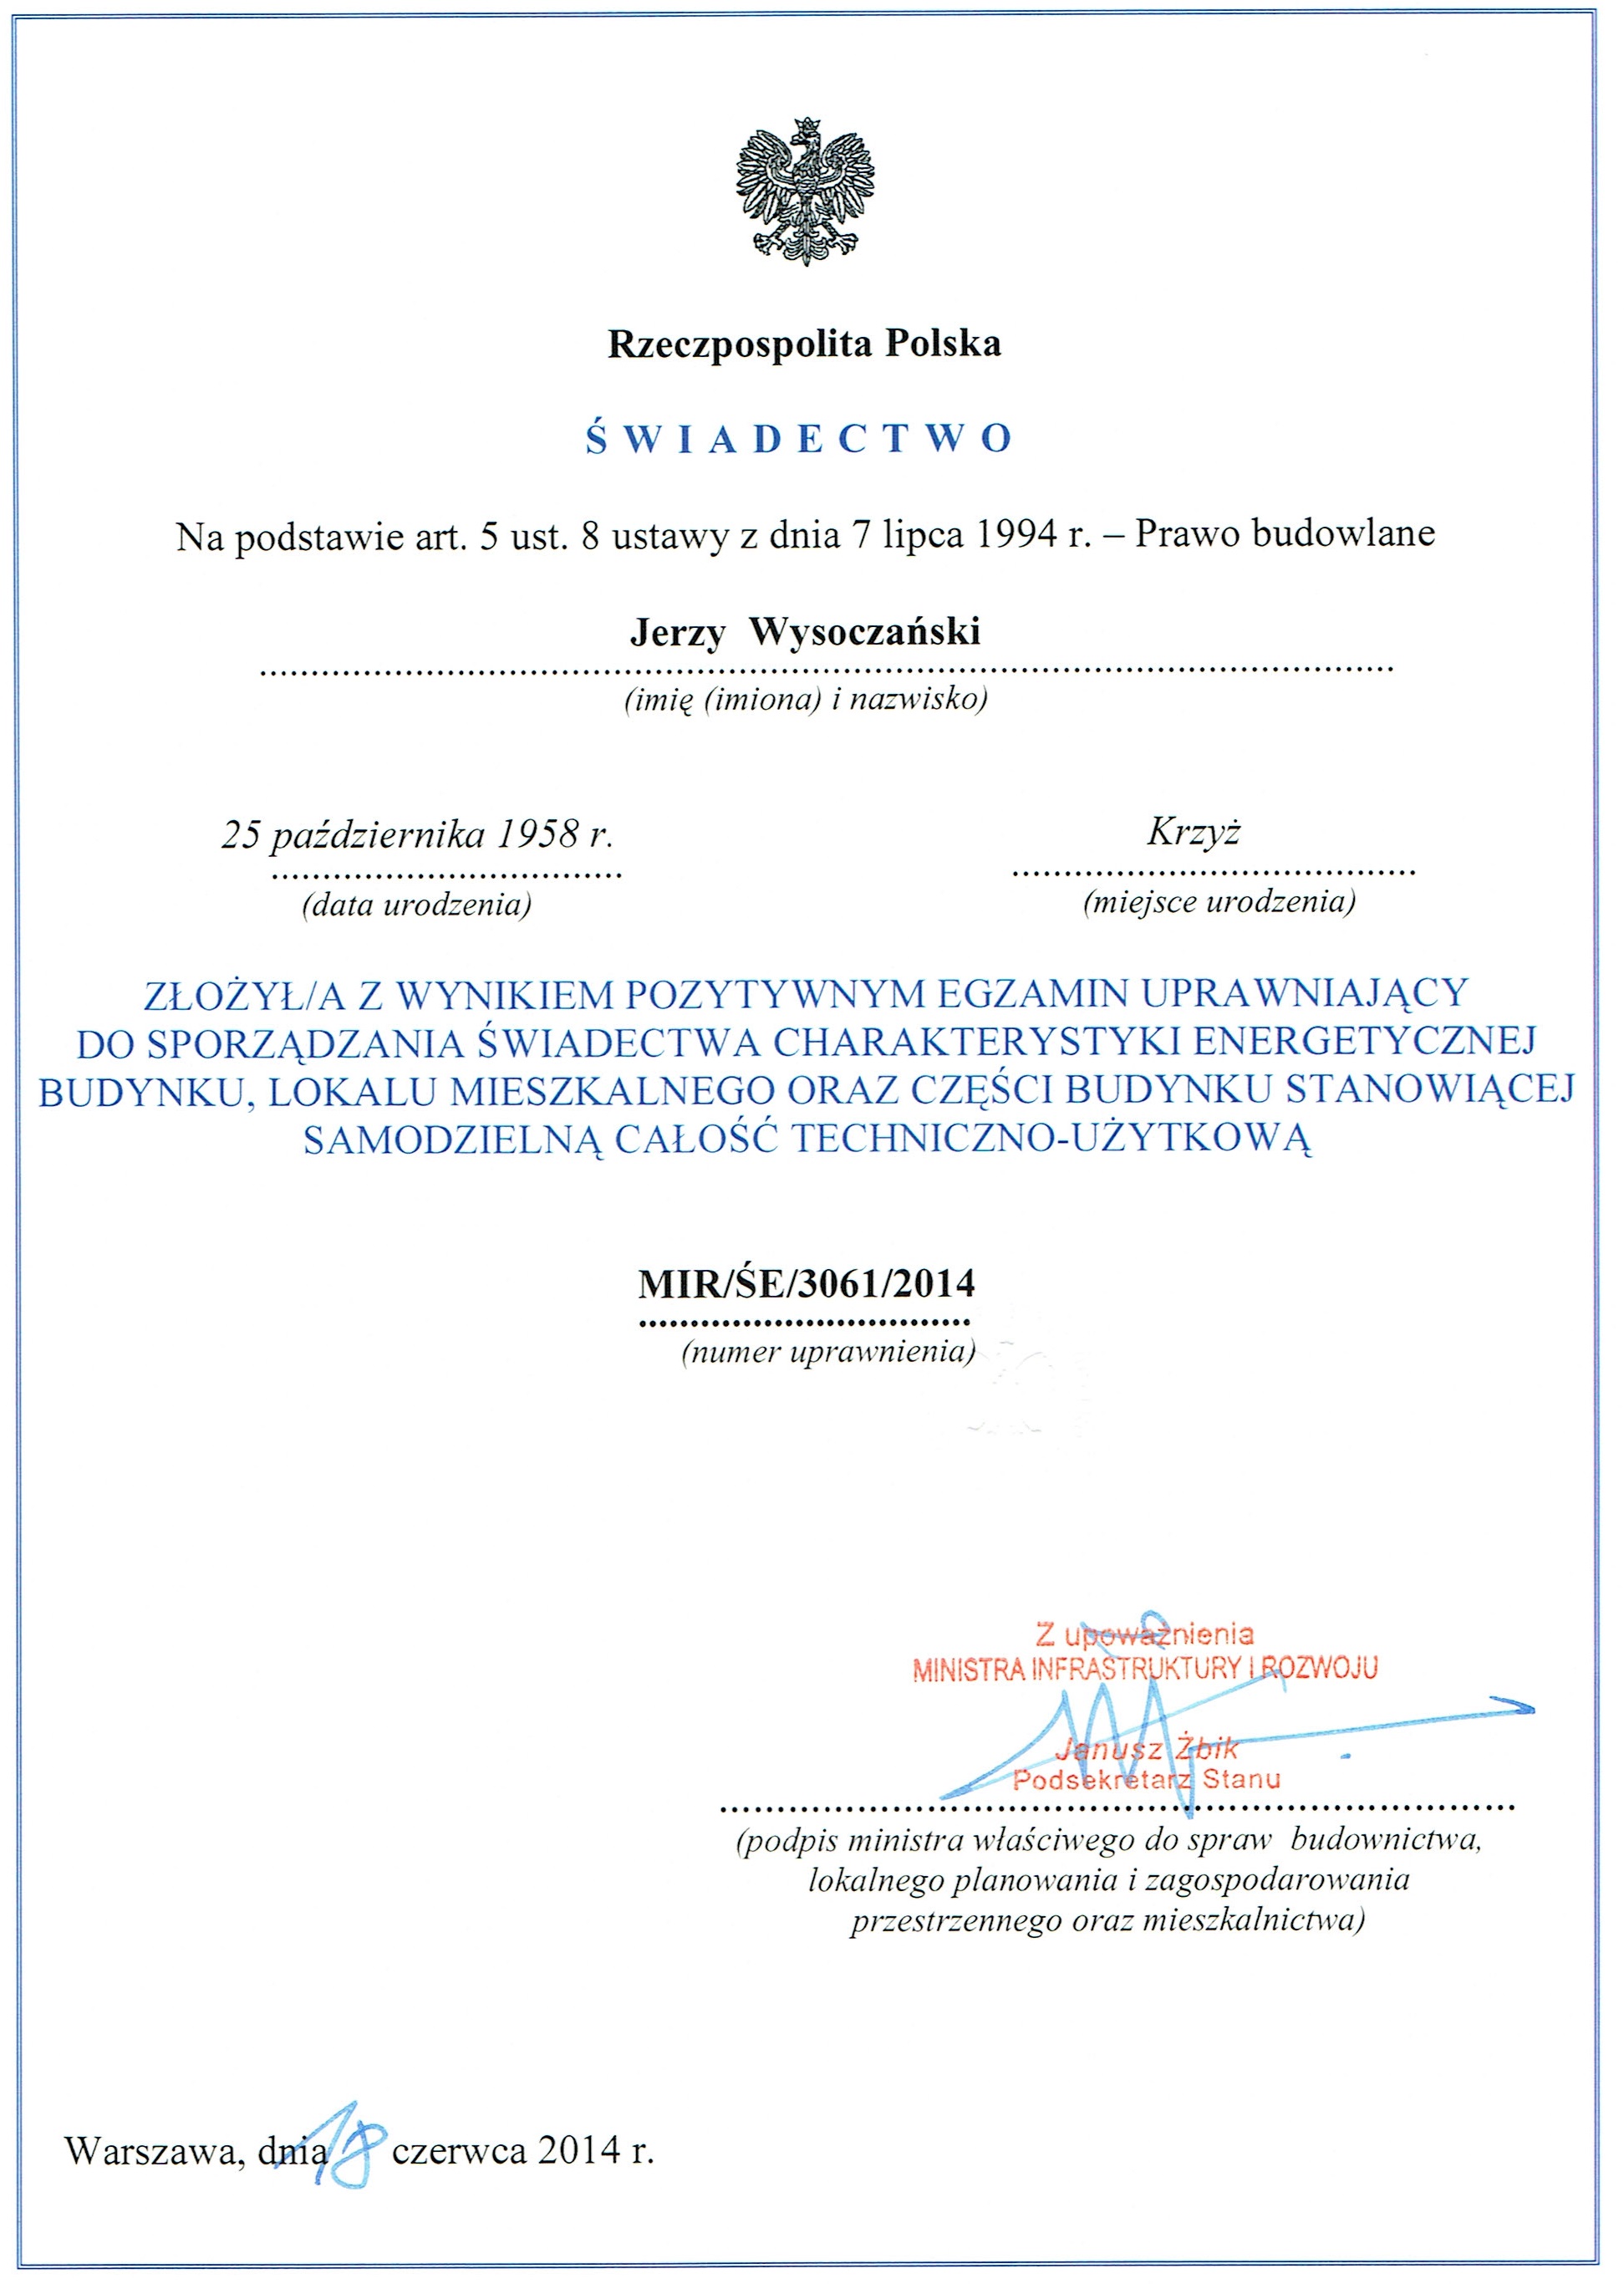 Rzeczpospolita Polska
ŚWIADECTWO
Na podstawie art. 5 ust. 8 ustawy z dnia 7 lipca 1994 r. – Prawo budowlane
Jerzy Wysoczański
(imię (imiona) i nazwisko)
25 października 1958 r.
(data urodzenia)
Krzyż
(miejsce urodzenia)
ZŁOŻYŁ/A Z WYNIKIEM POZYTYWNYM EGZAMIN UPRAWNIAJĄCY
DO SPORZĄDZANIA ŚWIADECTWA CHARAKTERYSTYKI ENERGETYCZNEJ
BUDYNKU, LOKALU MIESZKALNEGO ORAZ CZĘŚCI BUDYNKU STANOWIĄCEJ
SAMODZIELNĄ CAŁOŚĆ TECHNICZNO-UŻYTKOWĄ
MIR/ŚE/3061/2014
(numer uprawnienia)
Z upoważnienia
MINISTRA INFRASTRUKTURY I ROZWOJU
Janusz Żbik
Podsekretarz Stanu
(podpis ministra właściwego do spraw budownictwa,
lokalnego planowania i zagospodarowania
przestrzennego oraz mieszkalnictwa)
Warszawa, dnia 18 czerwca 2014 r.